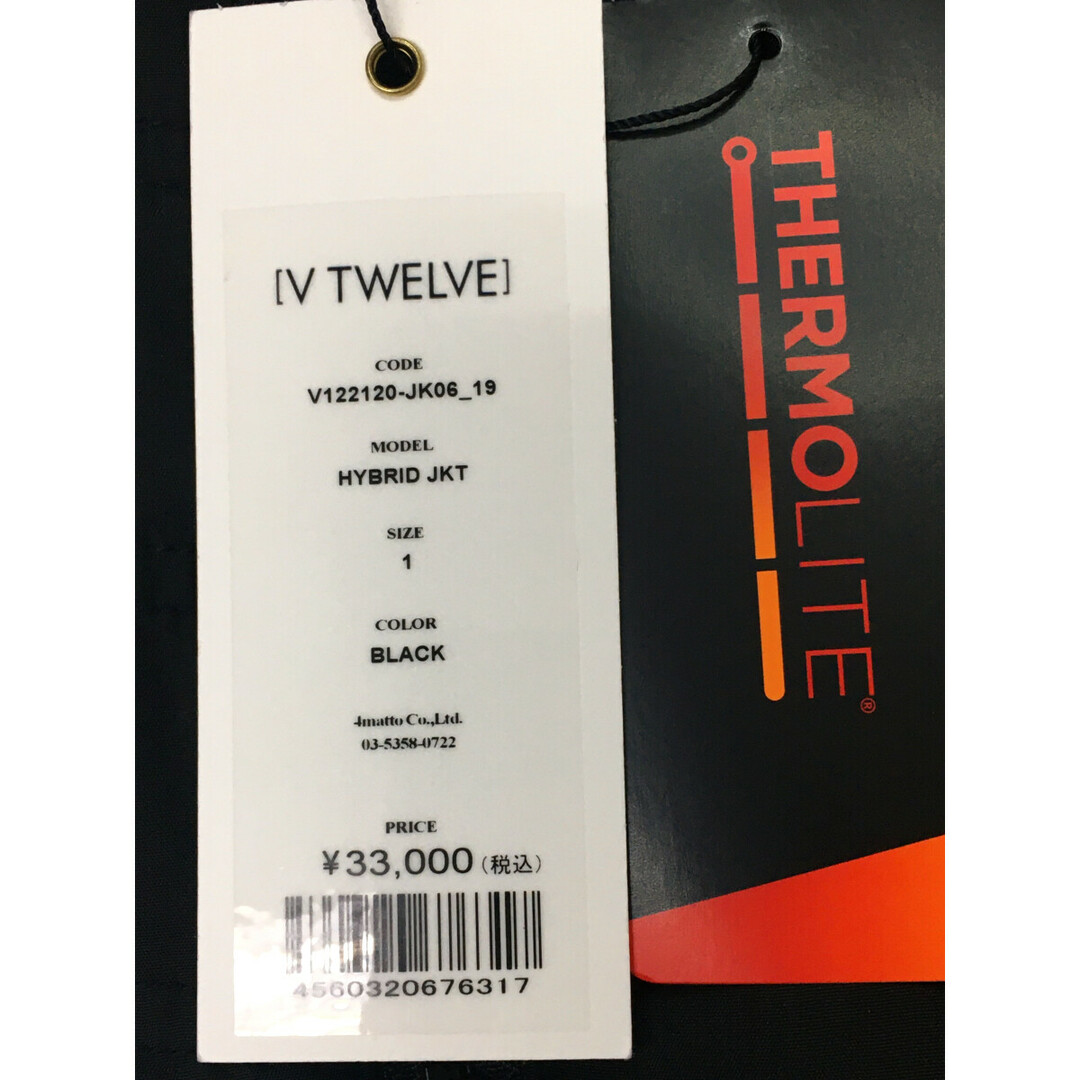 [V TWELVE]
CODE
V122120-JK06_19
MODEL
HYBRID JKT
SIZE
1
COLOR
BLACK
4matto Co.,Ltd.
03-5358-0722
PRICE
¥33,000(税込)
4560320676317
THERMOLITE®